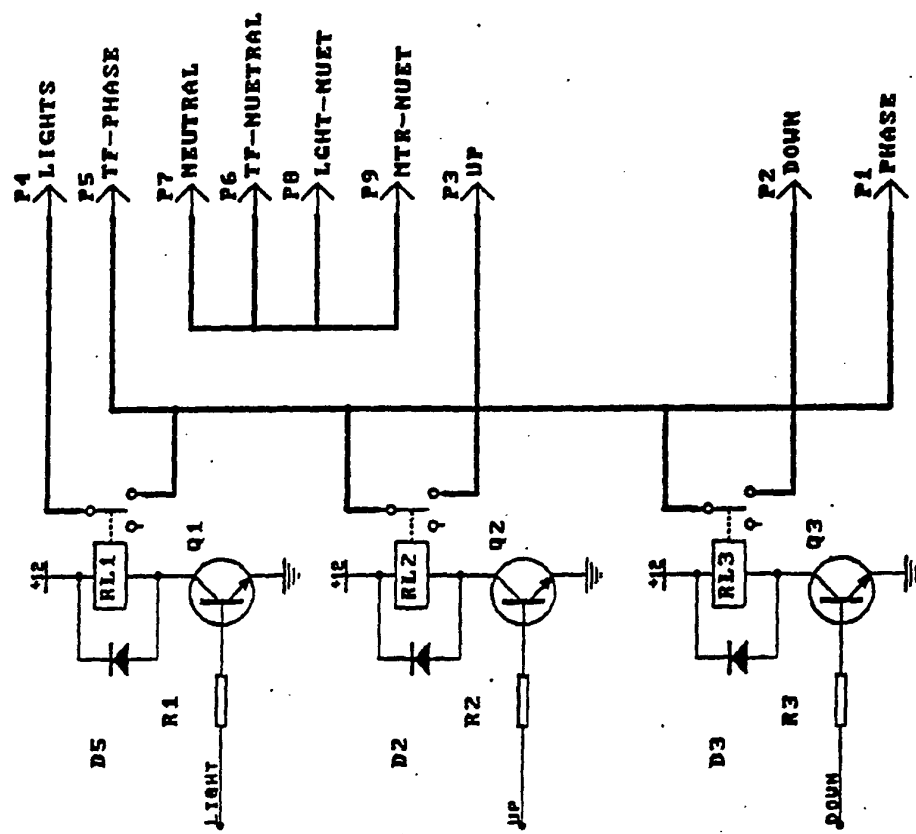 P4 LIGHTS
P5 TF-PHASE
P7 NEUTRAL
P6 TF-NUETRAL
P8 LGHT-NUET
P9 MTR-NUET
P3 UP
P2 DOWN
P1 PHASE
+12
RL1
Q1
D5
R1
LIGHT
+12
RL2
Q2
D2
R2
UP
+12
RL3
Q3
D3
R3
DOWN